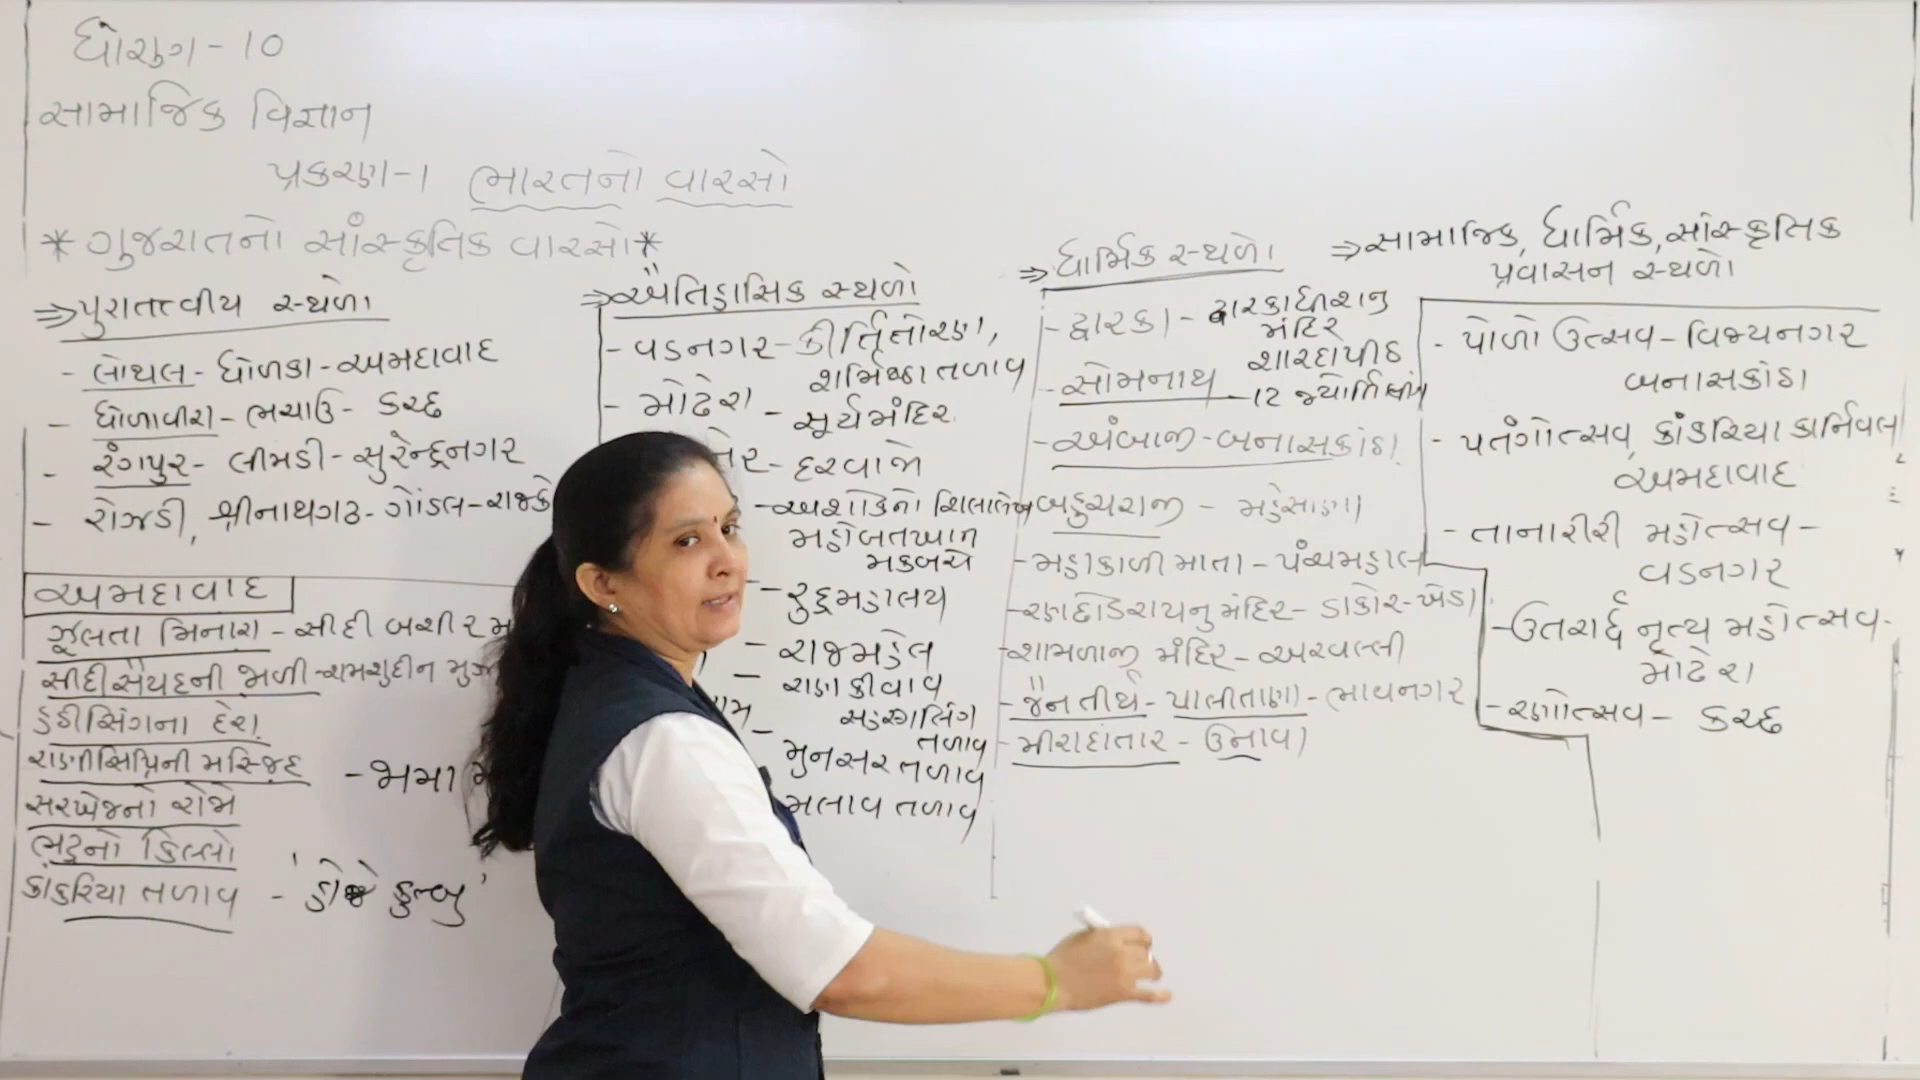 ધોરણ - 10
સામાજિક વિજ્ઞાન
પ્રકરણ-1 ભારતનો વારસો
* ગુજરાતનો સાંસ્કૃતિક વારસો *
⇒ પુરાતત્વીય સ્થળો
- લોથલ - ધોળકા - અમદાવાદ
- ધોળાવીરા - ભચાઉ - કચ્છ
- રંગપુર - લીમડી - સુરેન્દ્રનગર
- રોઝડી, શ્રીનાથગઢ - ગોંડલ - રાજકો
અમદાવાદ
ઝૂલતા મિનારા - સીદી બશીર મ
સીદીસૈયદની જાળી - શમશુદીન મુઝ
હઠીસિંગના દેરા
રાણીસિપ્રિની મસ્જિદ - જામા મ
સરખેજનો રોજો
ભદ્રનો કિલ્લો
કાંકરિયા તળાવ - 'હોજે કુત્બુ'
⇒ ઐતિહાસિક સ્થળો
- વડનગર - કીર્તિતોરણ,
શર્મિષ્ઠા તળાવ
- મોઢેરા - સૂર્યમંદિર
નેર - દરવાજો
- અશોકનો શિલાલેખ
મહોબતખાન
મકબરો
- રુદ્રમહાલય
- રાજમહેલ
- રાણકીવાવ
સહસ્ત્રલિંગ
તળાવ
મુનસર તળાવ
મલાવ તળાવ
⇒ ધાર્મિક સ્થળો
- દ્વારકા - દ્વારકાધીશનુ
મંદિર
શારદાપીઠ
- સોમનાથ - 12 જ્યોતિર્લીંગ
- અંબાજી - બનાસકાંઠા
બહુચરાજી - મહેસાણા
- મહાકાળી માતા - પંચમહાલ
- રણછોડરાયનુ મંદિર - ડાકોર - ખેડા
- શામળાજી મંદિર - અરવલ્લી
- જૈન તીર્થ - પાલીતાણા - ભાવનગર
- મીરાદાતાર - ઉનાવા
⇒ સામાજિક, ધાર્મિક, સાંસ્કૃતિક
પ્રવાસન સ્થળો
- પોળો ઉત્સવ - વિજ્યનગર
બનાસકાંઠા
- પતંગોત્સવ, કાંકરિયા કાર્નિવલ
અમદાવાદ
- તાનારીરી મહોત્સવ -
વડનગર
- ઉતરાર્દ્ધ નૃત્ય મહોત્સવ -
મોઢેરા
- રણોત્સવ - કચ્છ